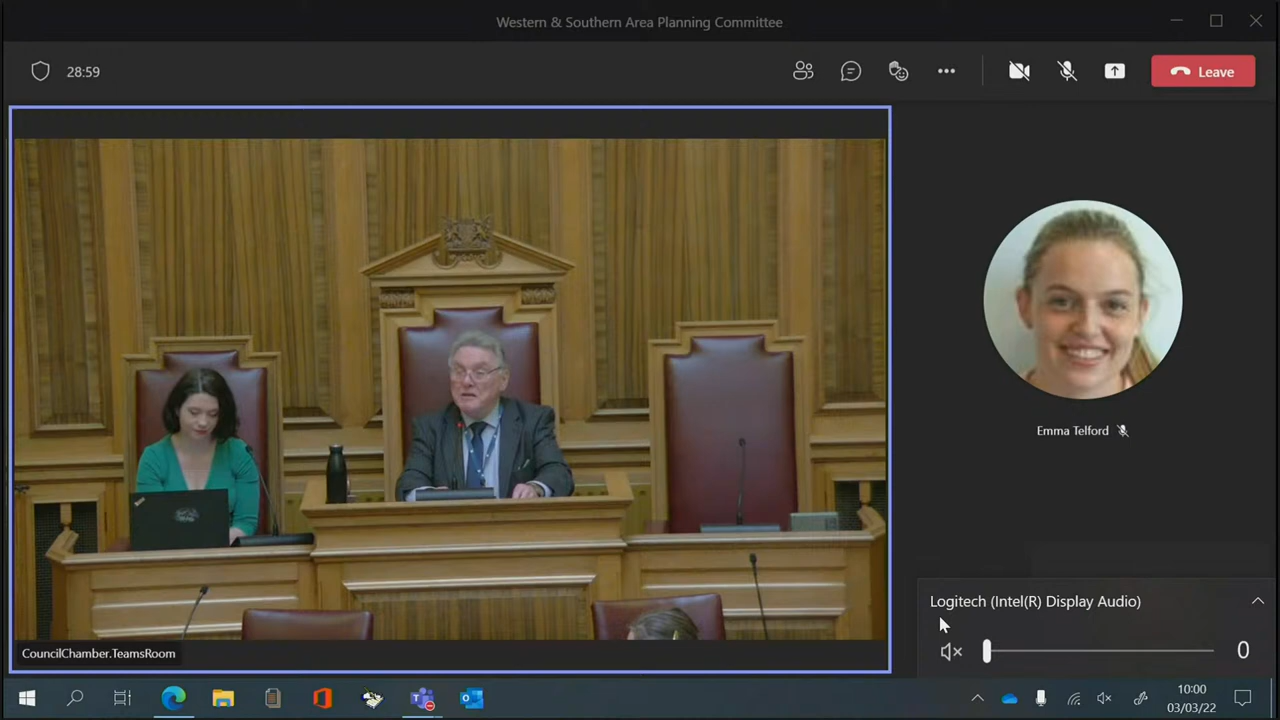 Western & Southern Area Planning Committee
28:59
Leave
Emma Telford
Logitech (Intel(R) Display Audio)
0
CouncilChamber.TeamsRoom
10:00
03/03/22